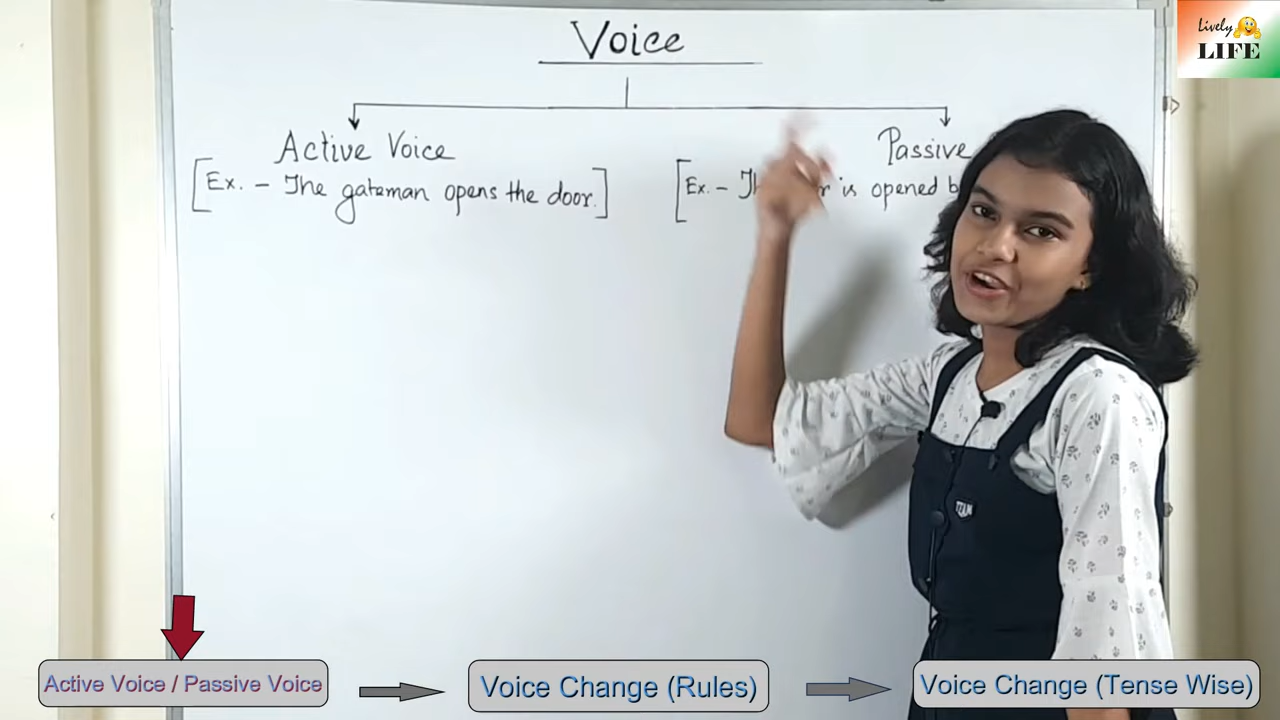 Lively
LIFE
Voice
Active Voice
Passive
[Ex. – The gateman opens the door.]
[Ex. – is opened
Active Voice / Passive Voice
Voice Change (Rules)
Voice Change (Tense Wise)